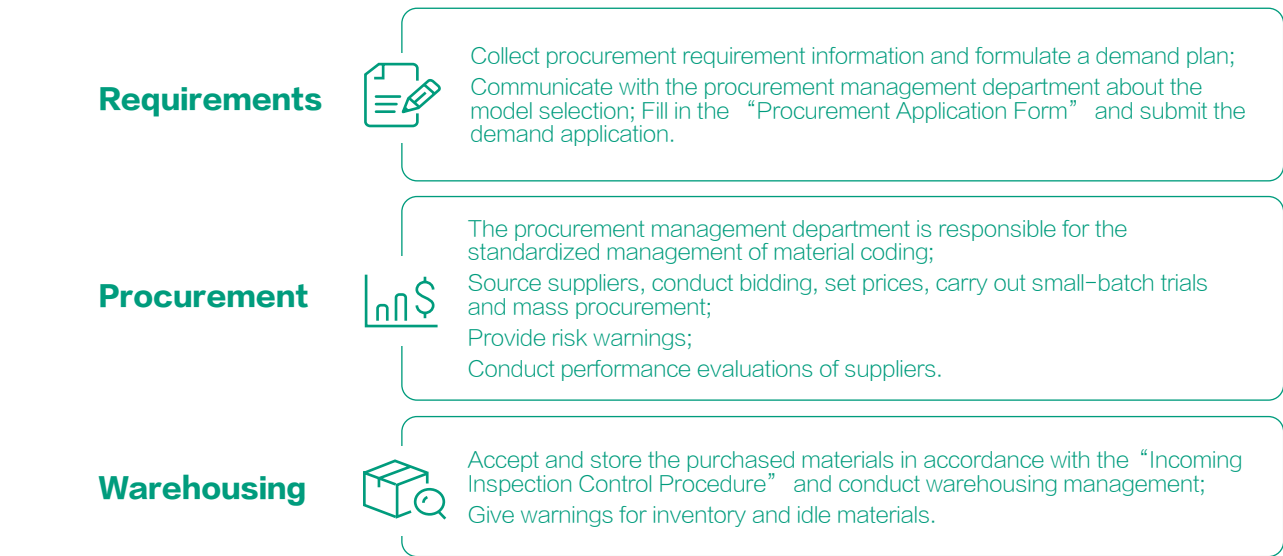 Requirements
Collect procurement requirement information and formulate a demand plan;
Communicate with the procurement management department about the
model selection; Fill in the “Procurement Application Form” and submit the
demand application.
Procurement
The procurement management department is responsible for the
standardized management of material coding;
Source suppliers, conduct bidding, set prices, carry out small-batch trials
and mass procurement;
Provide risk warnings;
Conduct performance evaluations of suppliers.
Warehousing
Accept and store the purchased materials in accordance with the “Incoming
Inspection Control Procedure” and conduct warehousing management;
Give warnings for inventory and idle materials.